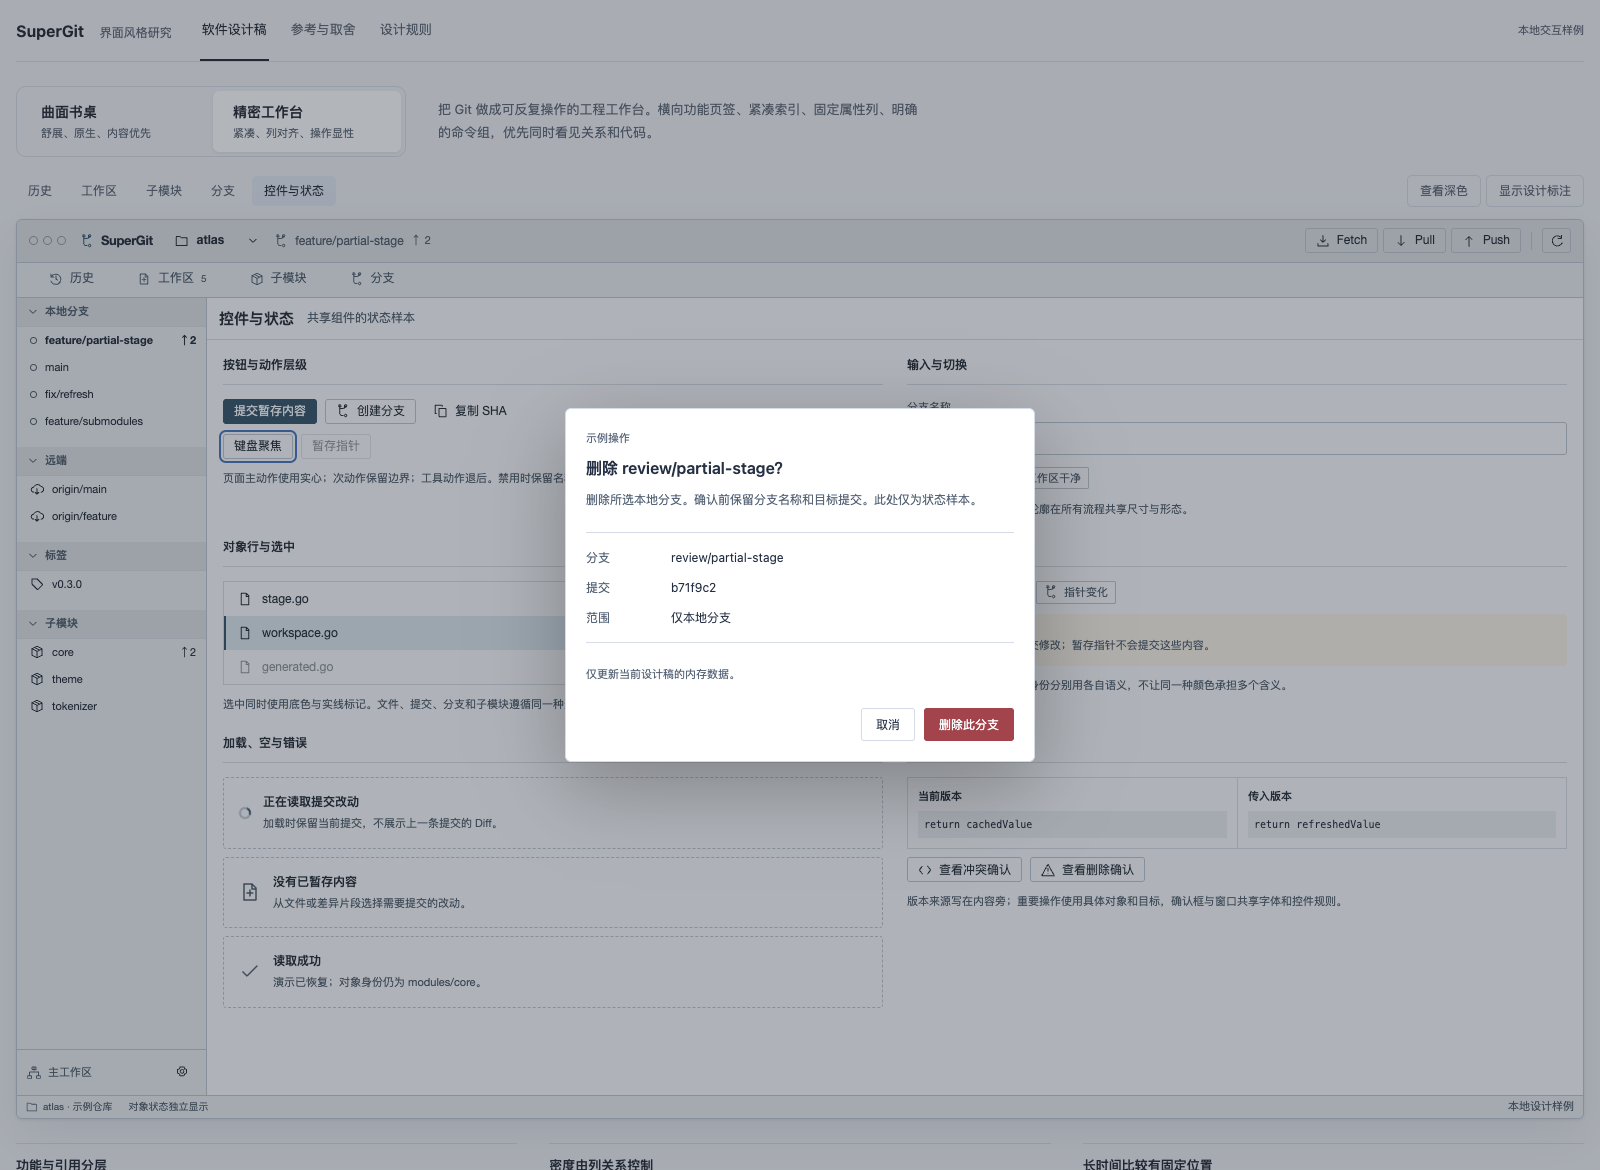 SuperGit 界面风格研究 软件设计稿 参考与取舍 设计规则 本地交互样例
曲面书桌
舒展、原生、内容优先
精密工作台
紧凑、列对齐、操作显性
把 Git 做成可反复操作的工程工作台。横向功能页签、紧凑索引、固定属性列、明确
的命令组，优先同时看见关系和代码。
历史 工作区 子模块 分支 控件与状态 查看深色 显示设计标注
SuperGit atlas feature/partial-stage ↑ 2 Fetch Pull Push
历史 工作区 5 子模块 分支
本地分支
feature/partial-stage ↑2
main
fix/refresh
feature/submodules
远端
origin/main
origin/feature
标签
v0.3.0
子模块
core ↑2
theme
tokenizer
主工作区
控件与状态 共享组件的状态样本
按钮与动作层级
提交暂存内容 创建分支 复制 SHA
键盘聚焦 暂存指针
页面主动作使用实心；次动作保留边界；工具动作退后。禁用时保留名
对象行与选中
stage.go
workspace.go
generated.go
选中同时使用底色与实线标记。文件、提交、分支和子模块遵循同一种
加载、空与错误
正在读取提交改动
加载时保留当前提交，不展示上一条提交的 Diff。
没有已暂存内容
从文件或差异片段选择需要提交的改动。
读取成功
演示已恢复；对象身份仍为 modules/core。
输入与切换
分支名称
作区干净
轮廓在所有流程共享尺寸与形态。
指针变化
修改；暂存指针不会提交这些内容。
身份分别用各自语义，不让同一种颜色承担多个含义。
当前版本
return cachedValue
传入版本
return refreshedValue
查看冲突确认 查看删除确认
版本来源写在内容旁；重要操作使用具体对象和目标，确认框与窗口共享字体和控件规则。
示例操作
删除 review/partial-stage?
删除所选本地分支。确认前保留分支名称和目标提交。此处仅为状态样本。
分支 review/partial-stage
提交 b71f9c2
范围 仅本地分支
仅更新当前设计稿的内存数据。
取消 删除此分支
atlas · 示例仓库 对象状态独立显示 本地设计样例
功能与引用分层 密度由列关系控制 长时间比较有固定位置